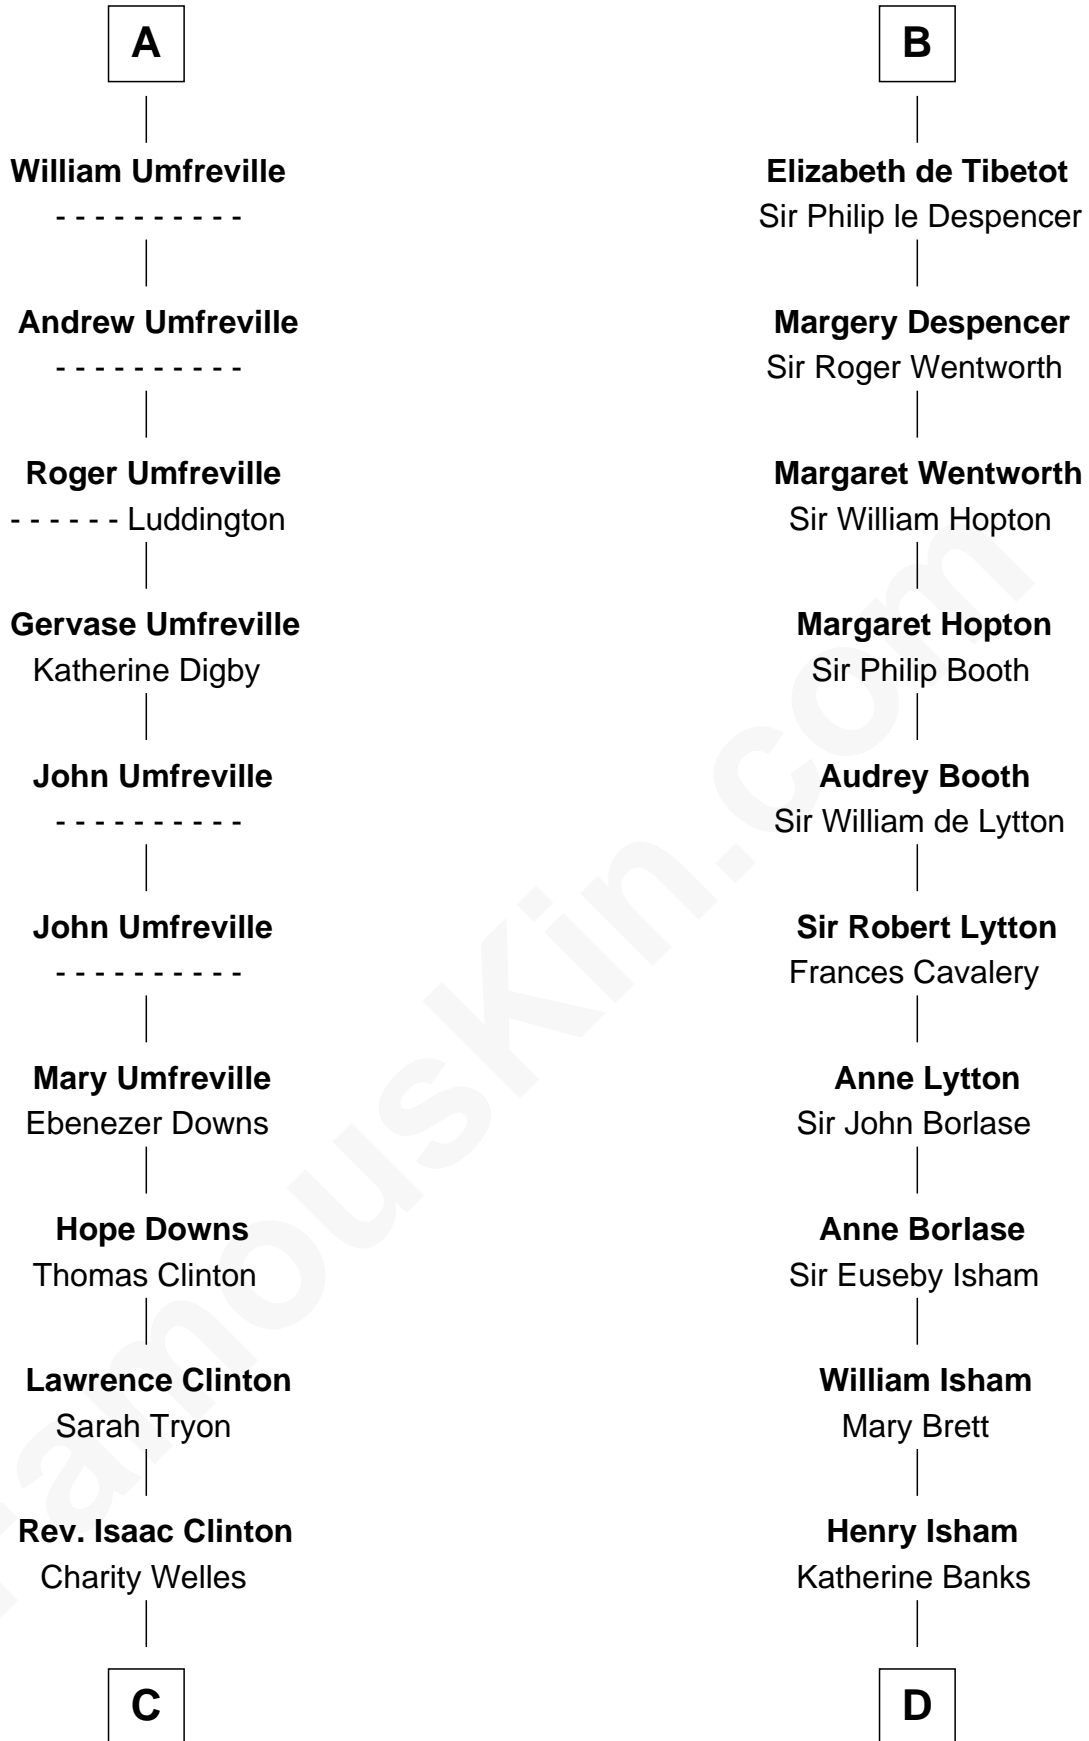 A
William Umfreville
- - - - - - - - - -
Andrew Umfreville
- - - - - - - - - -
Roger Umfreville
- - - - - - Luddington
Gervase Umfreville
Katherine Digby
John Umfreville
- - - - - - - - - -
John Umfreville
- - - - - - - - - -
Mary Umfreville
Ebenezer Downs
Hope Downs
Thomas Clinton
Lawrence Clinton
Sarah Tryon
Rev. Isaac Clinton
Charity Welles
C
B
Elizabeth de Tibetot
Sir Philip le Despencer
Margery Despencer
Sir Roger Wentworth
Margaret Wentworth
Sir William Hopton
Margaret Hopton
Sir Philip Booth
Audrey Booth
Sir William de Lytton
Sir Robert Lytton
Frances Cavalery
Anne Lytton
Sir John Borlase
Anne Borlase
Sir Euseby Isham
William Isham
Mary Brett
Henry Isham
Katherine Banks
D
FamousKin.com